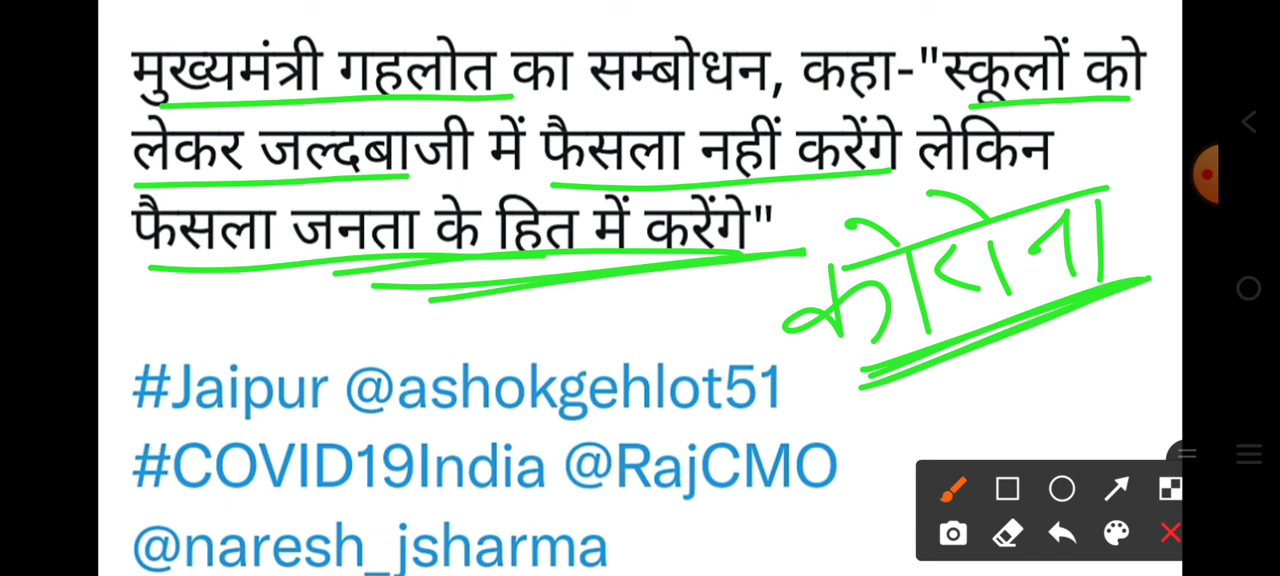 मुख्यमंत्री गहलोत का सम्बोधन, कहा-"स्कूलों को
लेकर जल्दबाजी में फैसला नहीं करेंगे लेकिन
फैसला जनता के हित में करेंगे"
कोरोना
#Jaipur @ashokgehlot51
#COVID19India @RajCMO
@naresh_jsharma